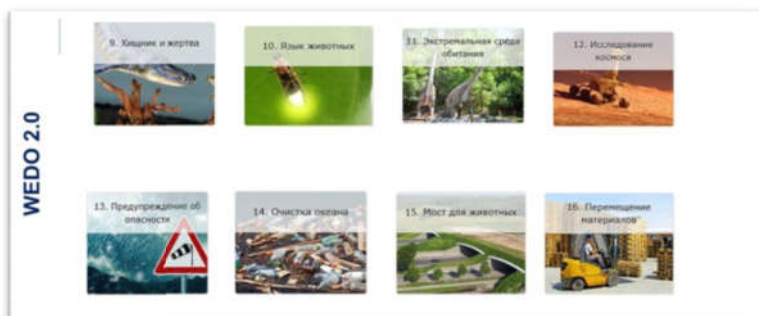 WEDO 2.0
9. Хищник и жертва
10. Язык животных
11. Экстремальная среда
обитания
12. Исследование
космоса
13. Предупреждение об
опасности
14. Очистка океана
15. Мост для животных
16. Перемещение
материалов